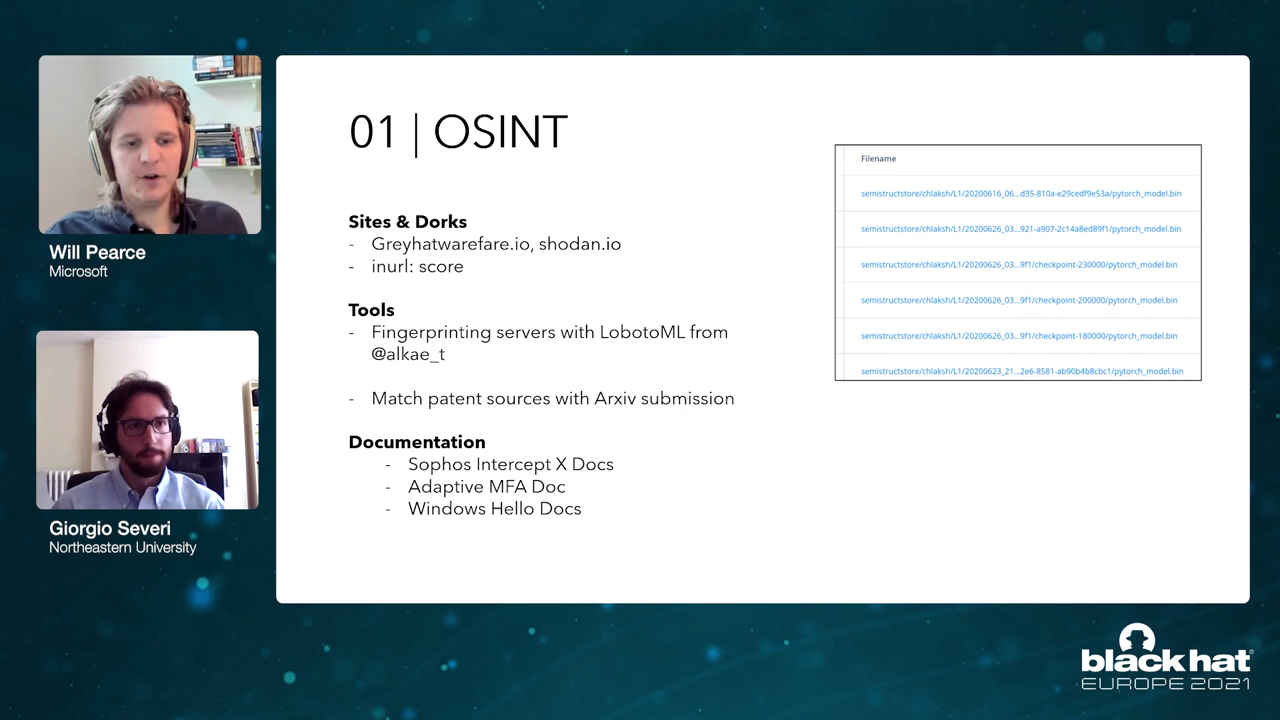 Will Pearce
Microsoft
Giorgio Severi
Northeastern University
01 | OSINT
Sites & Dorks
- Greyhatwarefare.io, shodan.io
- inurl: score
Tools
- Fingerprinting servers with LobotoML from
@alkae_t
- Match patent sources with Arxiv submission
Documentation
- Sophos Intercept X Docs
- Adaptive MFA Doc
- Windows Hello Docs
Filename
semistructstore/chlaksh/L1/20200616_06...d35-810a-e29cedf9e53a/pytorch_model.bin
semistructstore/chlaksh/L1/20200626_03...921-a907-2c14a8ed89f1/pytorch_model.bin
semistructstore/chlaksh/L1/20200626_03...9f1/checkpoint-230000/pytorch_model.bin
semistructstore/chlaksh/L1/20200626_03...9f1/checkpoint-200000/pytorch_model.bin
semistructstore/chlaksh/L1/20200626_03...9f1/checkpoint-180000/pytorch_model.bin
semistructstore/chlaksh/L1/20200623_21...2e6-8581-ab90b4b8cbc1/pytorch_model.bin
black hat
EUROPE 2021